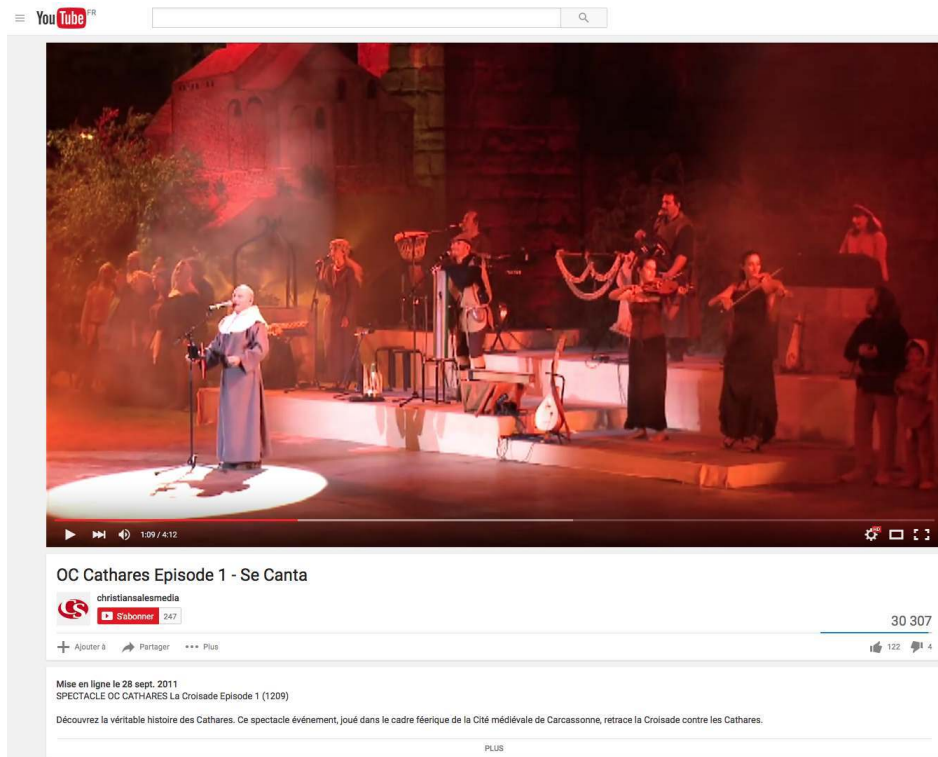 YouTube FR
1:09 / 4:12
HD
OC Cathares Episode 1 - Se Canta
CS
christiansalesmedia
S'abonner 247
30 307
Ajouter à Partager Plus
122 4
Mise en ligne le 28 sept. 2011
SPECTACLE OC CATHARES La Croisade Episode 1 (1209)
Découvrez la véritable histoire des Cathares. Ce spectacle événement, joué dans le cadre féerique de la Cité médiévale de Carcassonne, retrace la Croisade contre les Cathares.
PLUS